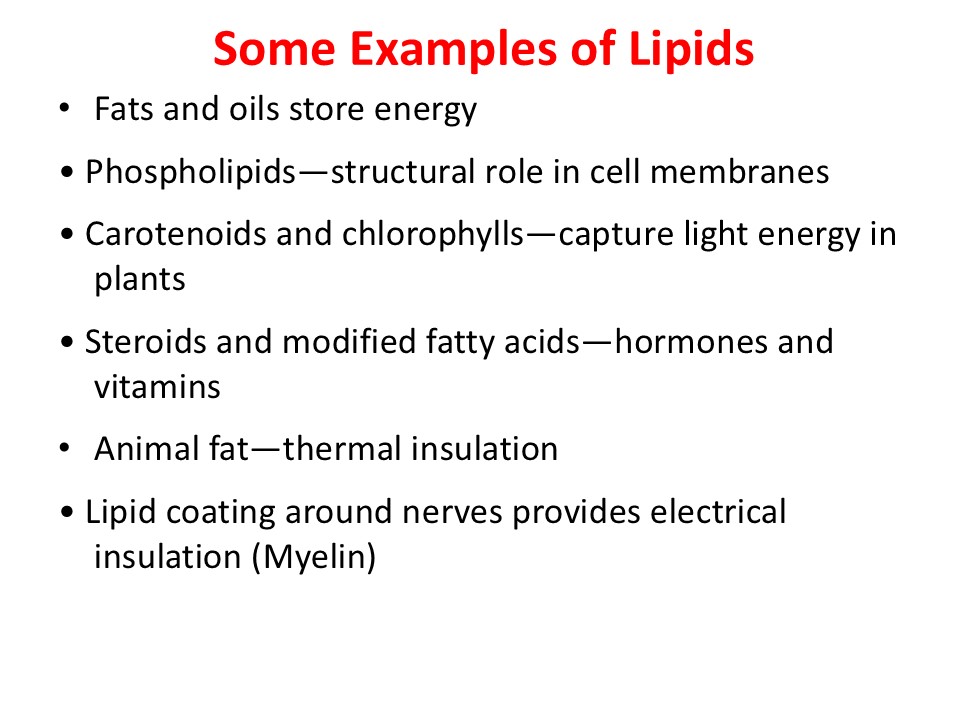 Some Examples of Lipids
• Fats and oils store energy
• Phospholipids—structural role in cell membranes
• Carotenoids and chlorophylls—capture light energy in
plants
• Steroids and modified fatty acids—hormones and
vitamins
• Animal fat—thermal insulation
• Lipid coating around nerves provides electrical
insulation (Myelin)